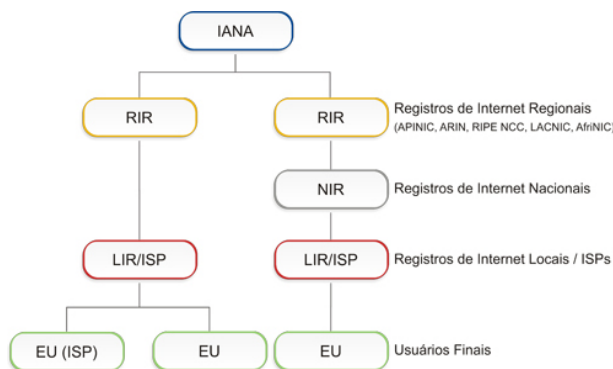 IANA
RIR
RIR
Registros de Internet Regionais
(APINIC, ARIN, RIPE NCC, LACNIC, AfriNIC)
NIR
Registros de Internet Nacionais
LIR/ISP
LIR/ISP
Registros de Internet Locais / ISPs
EU (ISP)
EU
EU
Usuários Finais